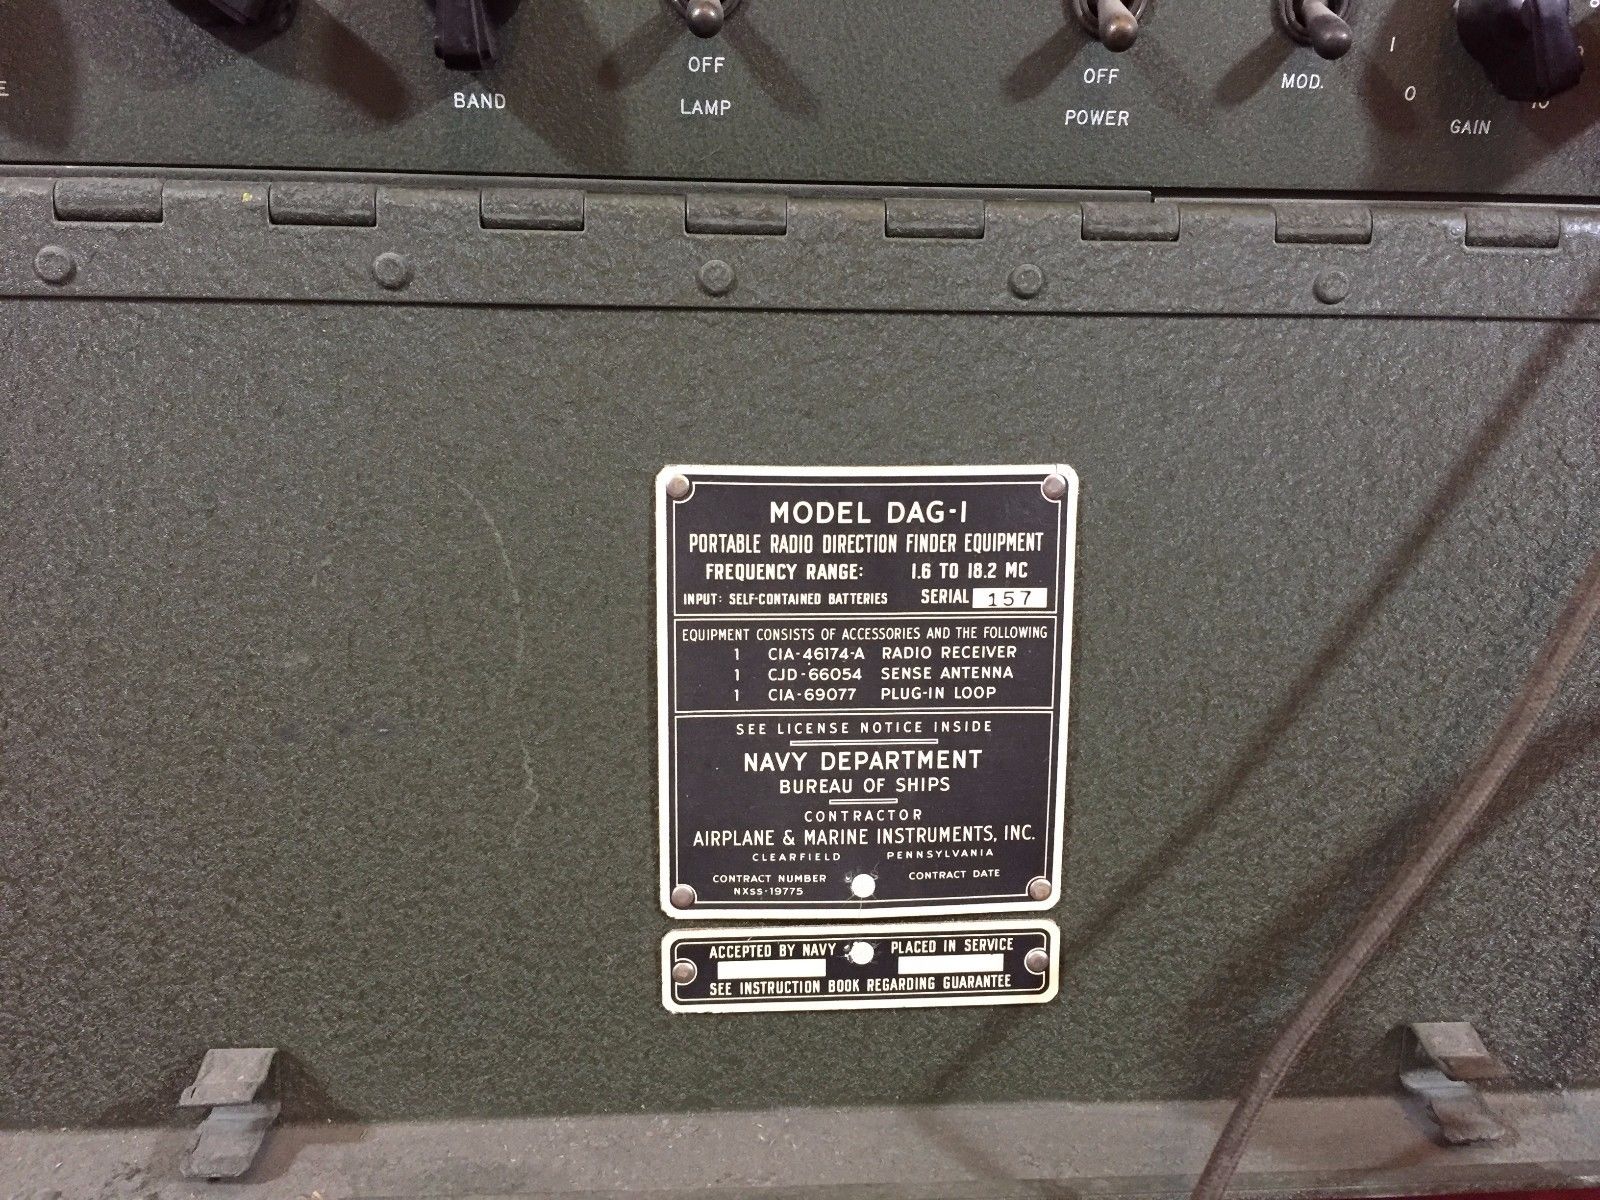 E
BAND
OFF
LAMP
OFF
POWER
MOD.
1
0
10
GAIN
MODEL DAG-1
PORTABLE RADIO DIRECTION FINDER EQUIPMENT
FREQUENCY RANGE: 1.6 TO 18.2 MC
INPUT: SELF-CONTAINED BATTERIES SERIAL 157
EQUIPMENT CONSISTS OF ACCESSORIES AND THE FOLLOWING
1 CIA-46174-A RADIO RECEIVER
1 CJD-66054 SENSE ANTENNA
1 CIA-69077 PLUG-IN LOOP
SEE LICENSE NOTICE INSIDE
NAVY DEPARTMENT
BUREAU OF SHIPS
CONTRACTOR
AIRPLANE & MARINE INSTRUMENTS, INC.
CLEARFIELD PENNSYLVANIA
CONTRACT NUMBER CONTRACT DATE
NXSS-19775
ACCEPTED BY NAVY PLACED IN SERVICE
SEE INSTRUCTION BOOK REGARDING GUARANTEE